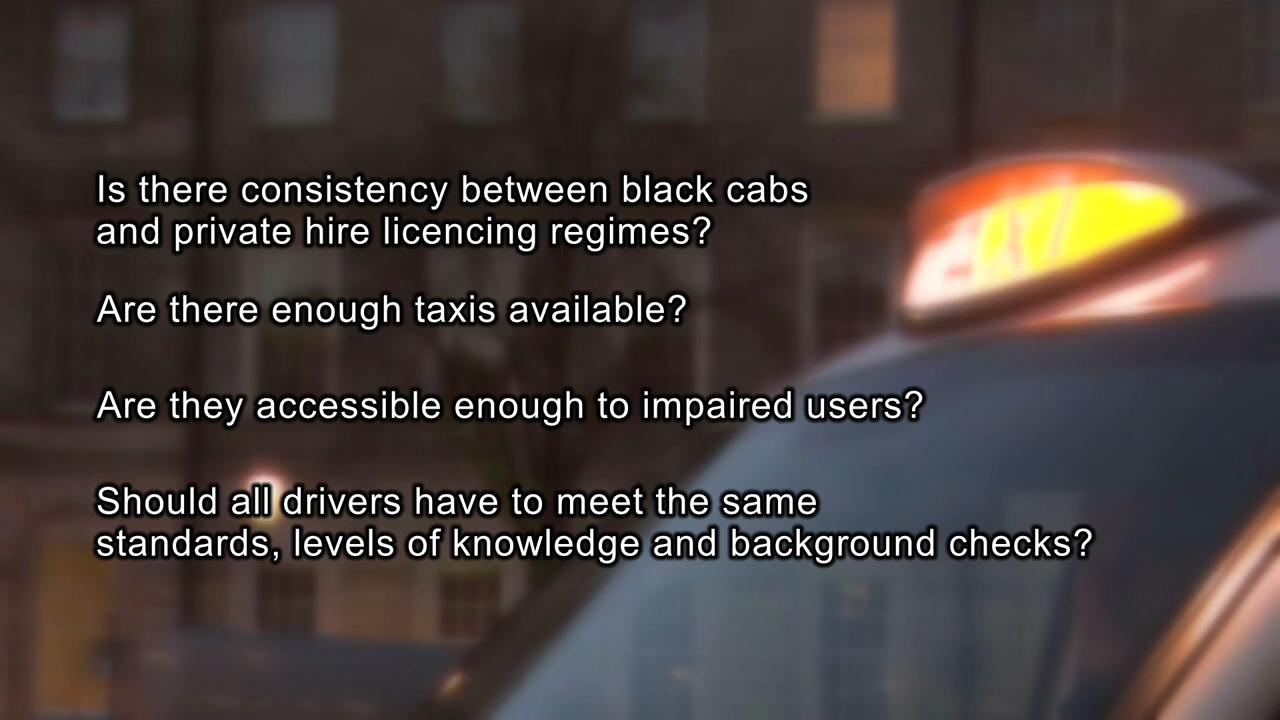 Is there consistency between black cabs
and private hire licencing regimes?
Are there enough taxis available?
Are they accessible enough to impaired users?
Should all drivers have to meet the same
standards, levels of knowledge and background checks?
TAXI